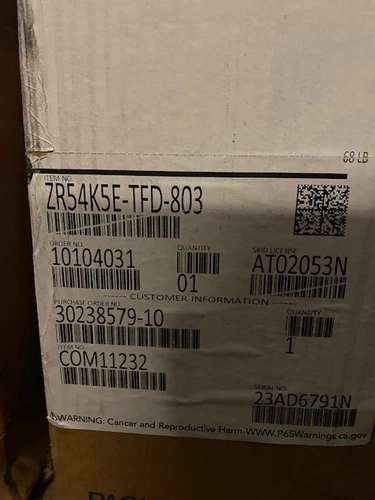 68 LB
ITEM NO.
ZR54K5E-TFD-803
ORDER NO. QUANTITY SKID LICENSE
10104031 01 AT02053N
CUSTOMER INFORMATION
PURCHASE ORDER NO. QUANTITY
30238579-10 1
ITEM NO.
COM11232
SERIAL NO.
23AD6791N
WARNING: Cancer and Reproductive Harm-WWW.P65Warnings.ca.gov